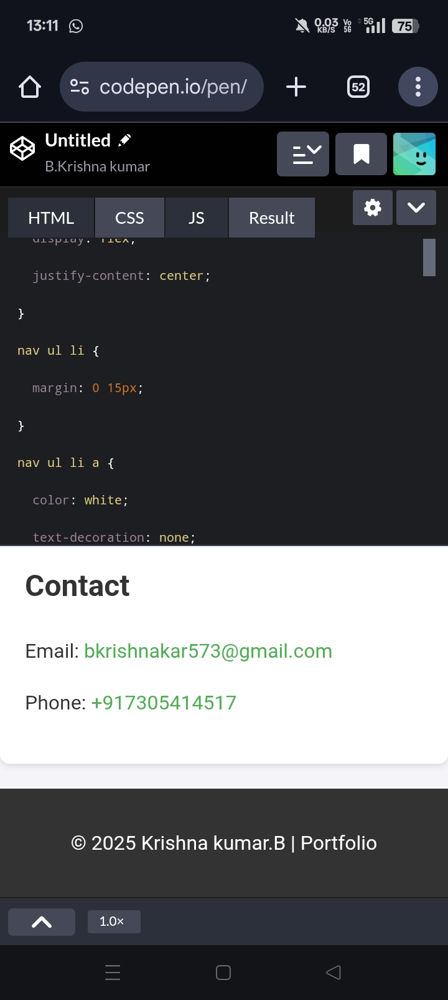 13:11
0.03 KB/S Vo 5G 5G 75
codepen.io/pen/
52
Untitled
B.Krishna kumar
HTML CSS JS Result
display: flex;
justify-content: center;
}
nav ul li {
margin: 0 15px;
}
nav ul li a {
color: white;
text-decoration: none;
Contact
Email: bkrishnakar573@gmail.com
Phone: +917305414517
© 2025 Krishna kumar.B | Portfolio
1.0×